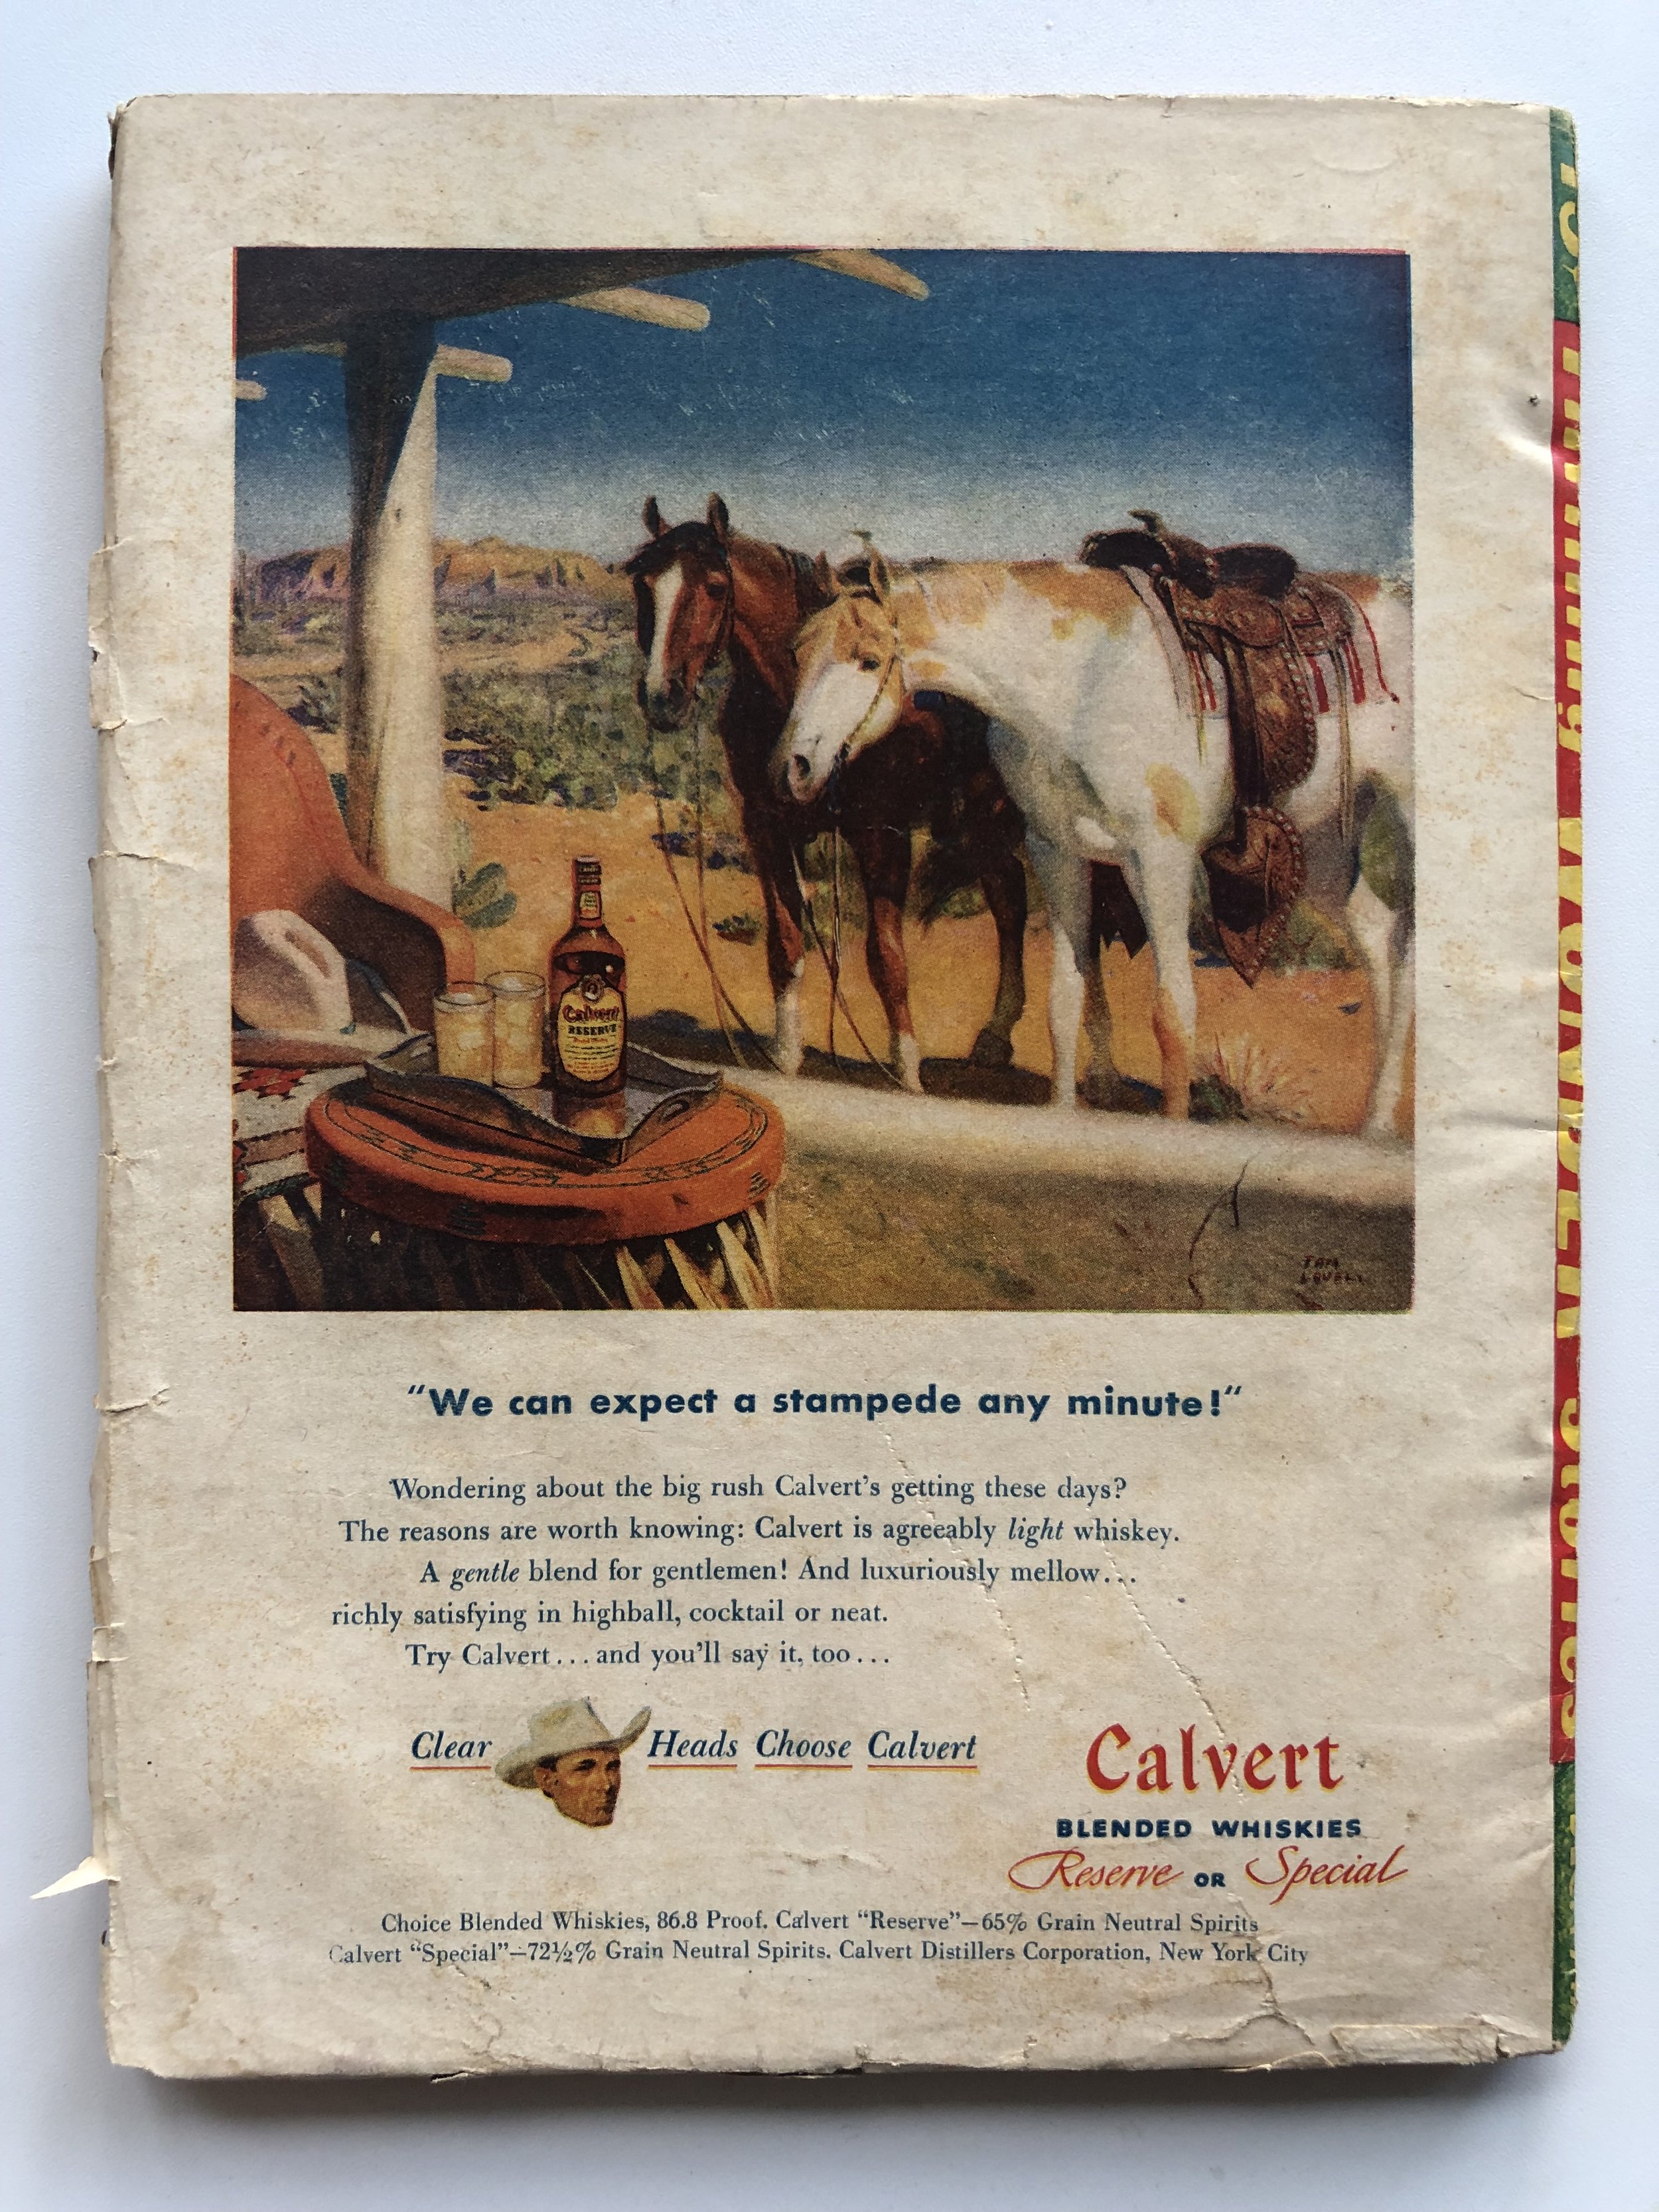 Calvert
RESERVE
TOM
LOVELL
“We can expect a stampede any minute!“
Wondering about the big rush Calvert's getting these days?
The reasons are worth knowing: Calvert is agreeably light whiskey.
A gentle blend for gentlemen! And luxuriously mellow...
richly satisfying in highball, cocktail or neat.
Try Calvert...and you'll say it, too...
Clear Heads Choose Calvert
Calvert
BLENDED WHISKIES
Reserve OR Special
Choice Blended Whiskies, 86.8 Proof. Calvert “Reserve”—65% Grain Neutral Spirits
Calvert “Special”—72½% Grain Neutral Spirits. Calvert Distillers Corporation, New York City